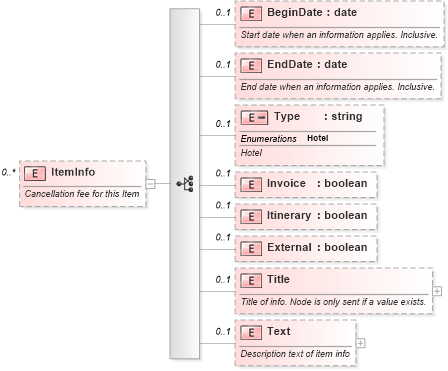 0..1
E BeginDate : date
Start date when an information applies. Inclusive.
0..1
E EndDate : date
End date when an information applies. Inclusive.
0..1
E Type : string
Enumerations Hotel
Hotel
0..*
E ItemInfo
Cancellation fee for this Item
0..1
E Invoice : boolean
0..1
E Itinerary : boolean
0..1
E External : boolean
0..1
E Title
Title of info. Node is only sent if a value exists.
0..1
E Text
Description text of item info